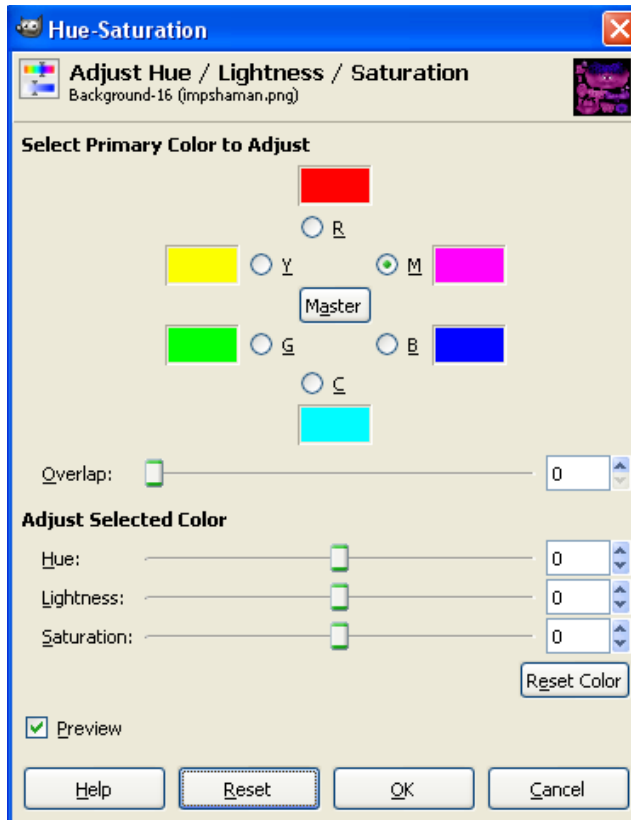 Hue-Saturation
Adjust Hue / Lightness / Saturation
Background-16 (impshaman.png)
Select Primary Color to Adjust
R
Y
M
Master
G
B
C
Overlap:
0
Adjust Selected Color
Hue:
0
Lightness:
0
Saturation:
0
Reset Color
Preview
Help
Reset
OK
Cancel